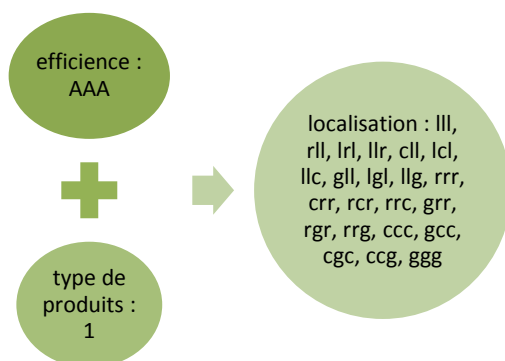 efficience :
AAA
type de
produits :
1
localisation : lll,
rll, lrl, llr, cll, lcl,
llc, gll, lgl, llg, rrr,
crr, rcr, rrc, grr,
rgr, rrg, ccc, gcc,
cgc, ccg, ggg